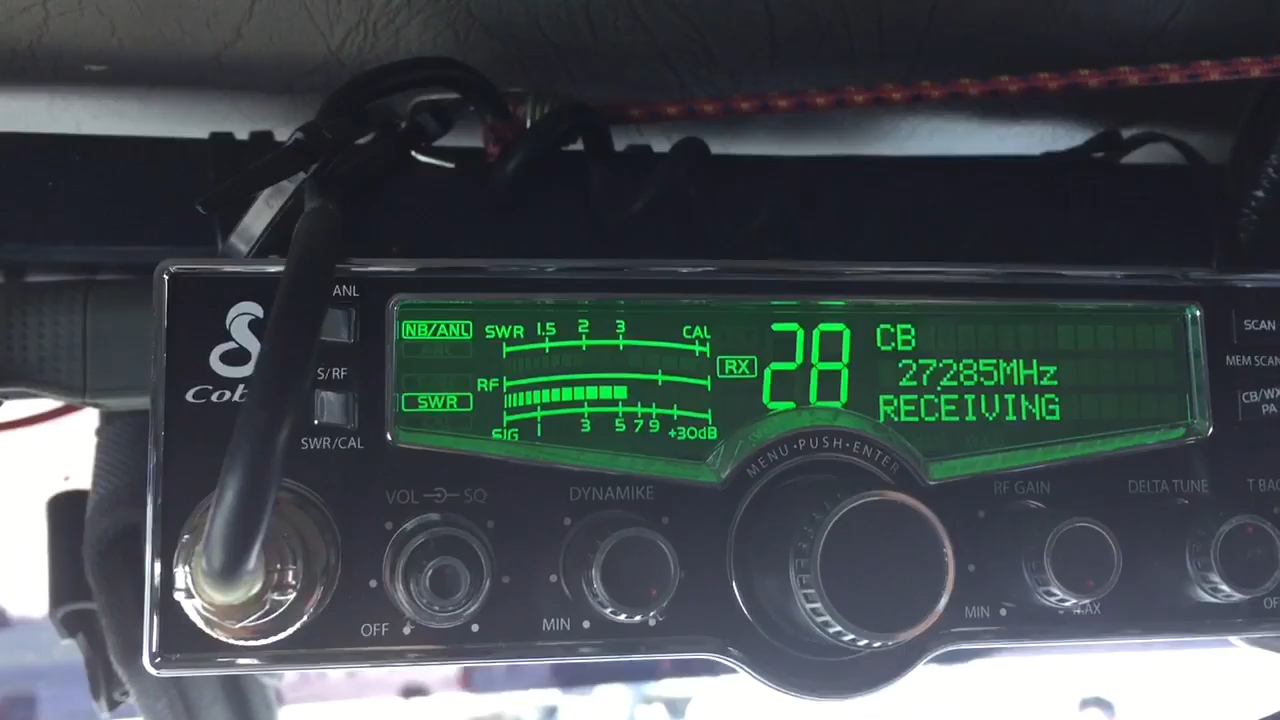 ANL
S/RF
SWR/CAL
NB/ANL
SWR
SWR 1.5 2 3 CAL
RF
SIG 3 5 7 9 +30dB
RX
28
CB
27285MHz
RECEIVING
MENU•PUSH•ENTER
SCAN
MEM SCAN
CB/WX
PA
VOL SQ
OFF
DYNAMIKE
MIN
RF GAIN
MIN MAX
DELTA TUNE